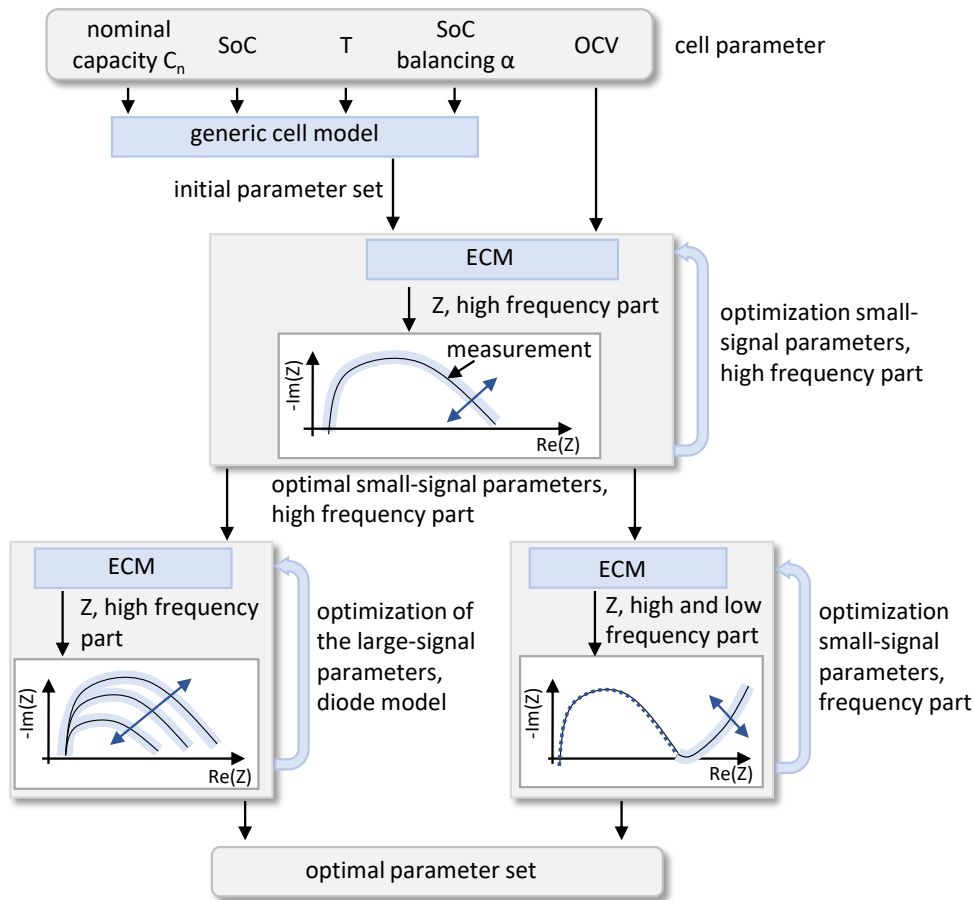 nominal
capacity Cn
SoC
T
SoC
balancing α
OCV
cell parameter
generic cell model
initial parameter set
ECM
Z, high frequency part
measurement
-Im(Z)
Re(Z)
optimization small-
signal parameters,
high frequency part
optimal small-signal parameters,
high frequency part
ECM
Z, high frequency
part
-Im(Z)
Re(Z)
optimization of
the large-signal
parameters,
diode model
ECM
Z, high and low
frequency part
-Im(Z)
Re(Z)
optimization
small-signal
parameters,
frequency part
optimal parameter set